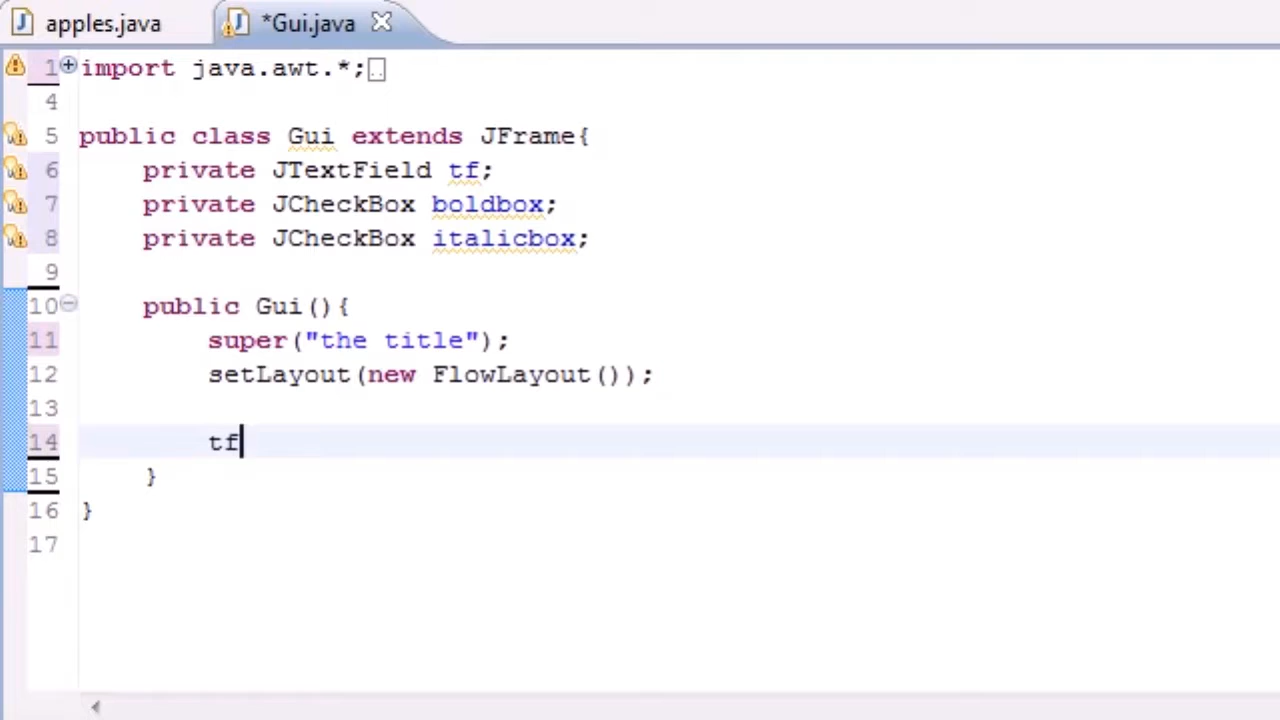 apples.java
*Gui.java
1 import java.awt.*;
4
5 public class Gui extends JFrame{
6 private JTextField tf;
7 private JCheckBox boldbox;
8 private JCheckBox italicbox;
9
10 public Gui(){
11 super("the title");
12 setLayout(new FlowLayout());
13
14 tf
15 }
16 }
17